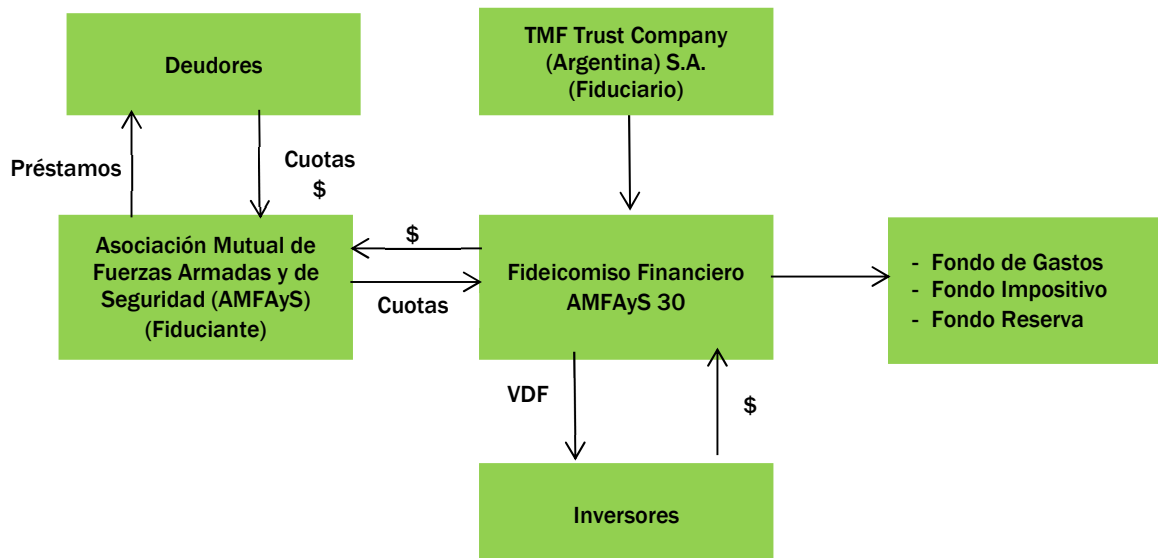 Deudores
TMF Trust Company
(Argentina) S.A.
(Fiduciario)
Préstamos
Cuotas
$
Asociación Mutual de
Fuerzas Armadas y de
Seguridad (AMFAyS)
(Fiduciante)
$
Cuotas
Fideicomiso Financiero
AMFAyS 30
- Fondo de Gastos
- Fondo Impositivo
- Fondo Reserva
VDF
$
Inversores